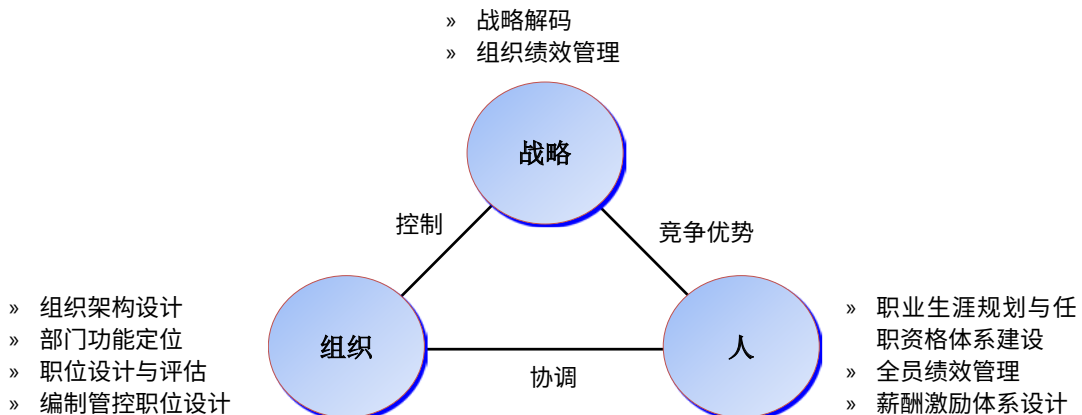 » 战略解码
» 组织绩效管理
战略
控制
竞争优势
» 组织架构设计
» 部门功能定位
» 职位设计与评估
» 编制管控职位设计
组织
协调
人
» 职业生涯规划与任
职资格体系建设
» 全员绩效管理
» 薪酬激励体系设计